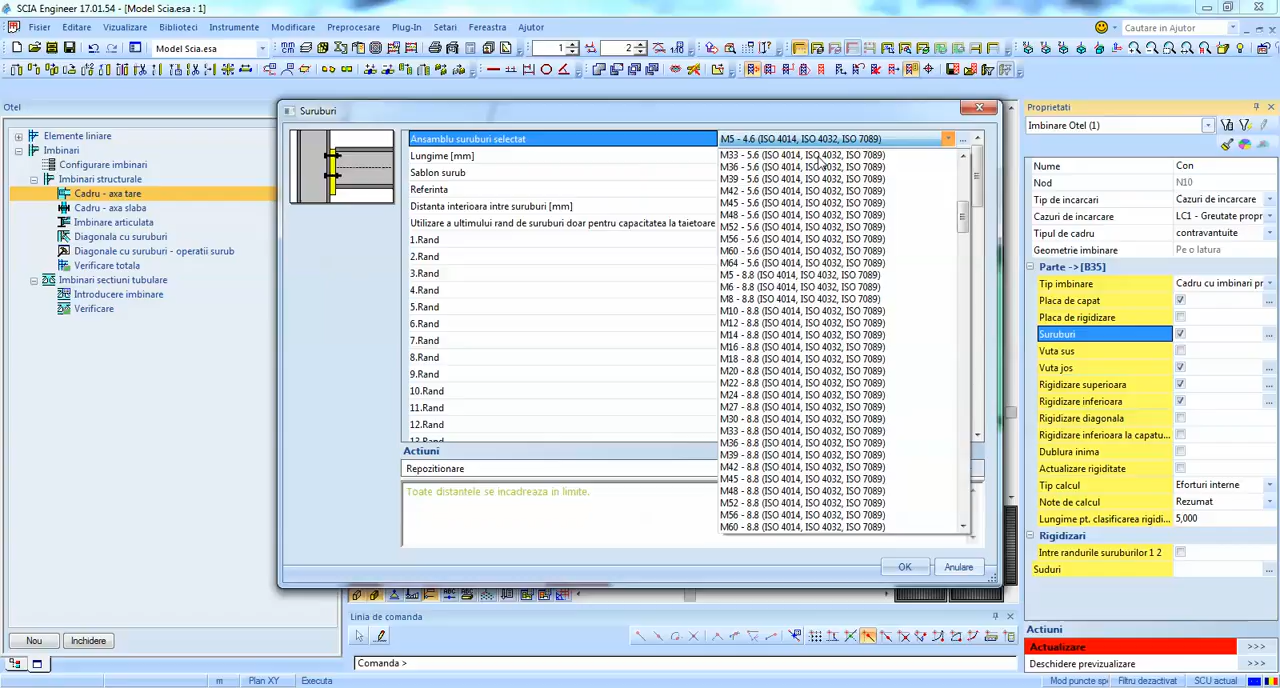 SCIA Engineer 17.01.54 - [Model Scia.esa : 1]
Fisier Editare Vizualizare Biblioteci Instrumente Modificare Preprocesare Plug-In Eter Fereastra Ajutor
Cautare in Ajutor
Model Scia.esa 1 2
Otel
Elemente liniare
Imbinari
Configurare imbinari
Imbinari structurale
Cadru - axa tare
Cadru - axa slaba
Imbinare articulata
Diagonala cu suruburi
Diagonala cu suruburi - operatii surub
Verificare totala
Imbinari sectiuni tubulare
Introducere imbinare
Verificare
Nou Inchidere
Suruburi
Ansamblu suruburi selectat M5 - 4.6 (ISO 4014, ISO 4032, ISO 7089) ...
Lungime [mm]
Sablon surub
Referinta
Distanta interioara intre suruburi [mm]
Utilizare a ultimului rand de suruburi doar pentru capacitatea la taietoare
1.Rand
2.Rand
3.Rand
4.Rand
5.Rand
6.Rand
7.Rand
8.Rand
9.Rand
10.Rand
11.Rand
12.Rand
13.Rand
M33 - 5.6 (ISO 4014, ISO 4032, ISO 7089)
M36 - 5.6 (ISO 4014, ISO 4032, ISO 7089)
M39 - 5.6 (ISO 4014, ISO 4032, ISO 7089)
M42 - 5.6 (ISO 4014, ISO 4032, ISO 7089)
M45 - 5.6 (ISO 4014, ISO 4032, ISO 7089)
M48 - 5.6 (ISO 4014, ISO 4032, ISO 7089)
M52 - 5.6 (ISO 4014, ISO 4032, ISO 7089)
M56 - 5.6 (ISO 4014, ISO 4032, ISO 7089)
M60 - 5.6 (ISO 4014, ISO 4032, ISO 7089)
M64 - 5.6 (ISO 4014, ISO 4032, ISO 7089)
M5 - 8.8 (ISO 4014, ISO 4032, ISO 7089)
M6 - 8.8 (ISO 4014, ISO 4032, ISO 7089)
M8 - 8.8 (ISO 4014, ISO 4032, ISO 7089)
M10 - 8.8 (ISO 4014, ISO 4032, ISO 7089)
M12 - 8.8 (ISO 4014, ISO 4032, ISO 7089)
M14 - 8.8 (ISO 4014, ISO 4032, ISO 7089)
M16 - 8.8 (ISO 4014, ISO 4032, ISO 7089)
M18 - 8.8 (ISO 4014, ISO 4032, ISO 7089)
M20 - 8.8 (ISO 4014, ISO 4032, ISO 7089)
M22 - 8.8 (ISO 4014, ISO 4032, ISO 7089)
M24 - 8.8 (ISO 4014, ISO 4032, ISO 7089)
M27 - 8.8 (ISO 4014, ISO 4032, ISO 7089)
M30 - 8.8 (ISO 4014, ISO 4032, ISO 7089)
M33 - 8.8 (ISO 4014, ISO 4032, ISO 7089)
M36 - 8.8 (ISO 4014, ISO 4032, ISO 7089)
M39 - 8.8 (ISO 4014, ISO 4032, ISO 7089)
M42 - 8.8 (ISO 4014, ISO 4032, ISO 7089)
M45 - 8.8 (ISO 4014, ISO 4032, ISO 7089)
M48 - 8.8 (ISO 4014, ISO 4032, ISO 7089)
M52 - 8.8 (ISO 4014, ISO 4032, ISO 7089)
M56 - 8.8 (ISO 4014, ISO 4032, ISO 7089)
M60 - 8.8 (ISO 4014, ISO 4032, ISO 7089)
Actiuni
Repozitionare
Toate distantele se incadreaza in limite.
OK Anulare
Linia de comanda
Comanda >
Proprietati
Imbinare Otel (1)
Nume Con
Nod N10
Tip de incarcari Cazuri de incarcare
Cazuri de incarcare LC1 - Greutate propr
Tipul de cadru contravantuite
Geometrie imbinare Pe o latura
Parte ->[B35]
Tip imbinare Cadru cu imbinari pr
Placa de capat ...
Placa de rigidizare
Suruburi ...
Vuta sus
Vuta jos ...
Rigidizare superioara ...
Rigidizare inferioara ...
Rigidizare diagonala
Rigidizare inferioara la capatu...
Dublura inima
Actualizare rigiditate
Tip calcul Eforturi interne
Note de calcul Rezumat
Lungime pt. clasificarea rigidi... 5,000
Rigidizari
Intre randurile suruburilor 1 2
Suduri ...
Actiuni
Actualizare >>>
Deschidere previzualizare >>>
m Plan XY Executa Mod puncte sp Filtru dezactivat SCU actual